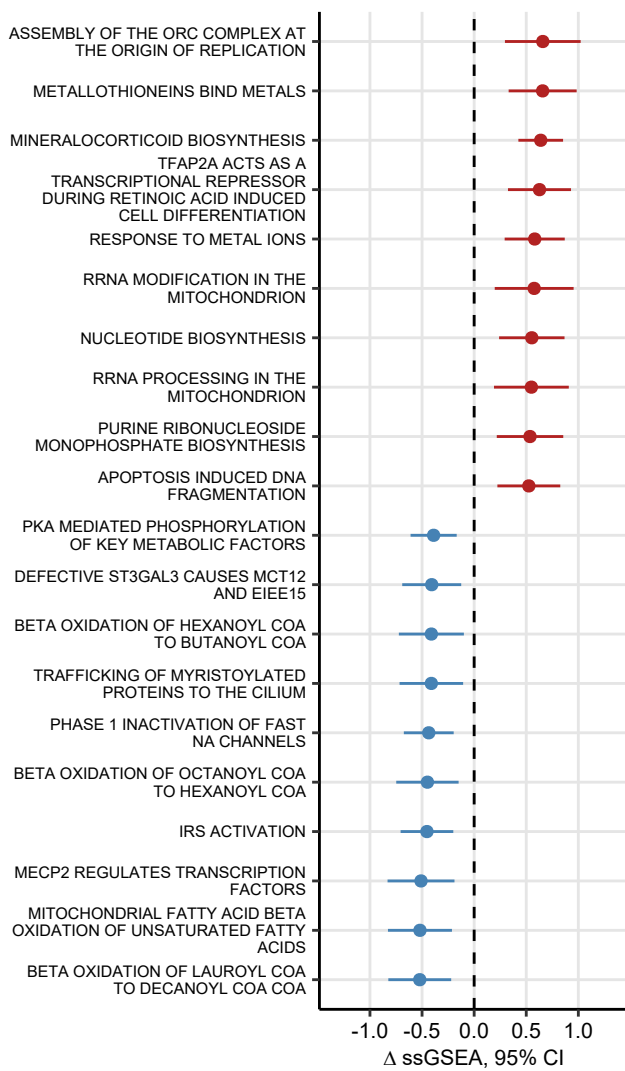 ASSEMBLY OF THE ORC COMPLEX AT
THE ORIGIN OF REPLICATION
METALLOTHIONEINS BIND METALS
MINERALOCORTICOID BIOSYNTHESIS
TFAP2A ACTS AS A
TRANSCRIPTIONAL REPRESSOR
DURING RETINOIC ACID INDUCED
CELL DIFFERENTIATION
RESPONSE TO METAL IONS
RRNA MODIFICATION IN THE
MITOCHONDRION
NUCLEOTIDE BIOSYNTHESIS
RRNA PROCESSING IN THE
MITOCHONDRION
PURINE RIBONUCLEOSIDE
MONOPHOSPHATE BIOSYNTHESIS
APOPTOSIS INDUCED DNA
FRAGMENTATION
PKA MEDIATED PHOSPHORYLATION
OF KEY METABOLIC FACTORS
DEFECTIVE ST3GAL3 CAUSES MCT12
AND EIEE15
BETA OXIDATION OF HEXANOYL COA
TO BUTANOYL COA
TRAFFICKING OF MYRISTOYLATED
PROTEINS TO THE CILIUM
PHASE 1 INACTIVATION OF FAST
NA CHANNELS
BETA OXIDATION OF OCTANOYL COA
TO HEXANOYL COA
IRS ACTIVATION
MECP2 REGULATES TRANSCRIPTION
FACTORS
MITOCHONDRIAL FATTY ACID BETA
OXIDATION OF UNSATURATED FATTY
ACIDS
BETA OXIDATION OF LAUROYL COA
TO DECANOYL COA COA
-1.0 -0.5 0.0 0.5 1.0
Δ ssGSEA, 95% CI